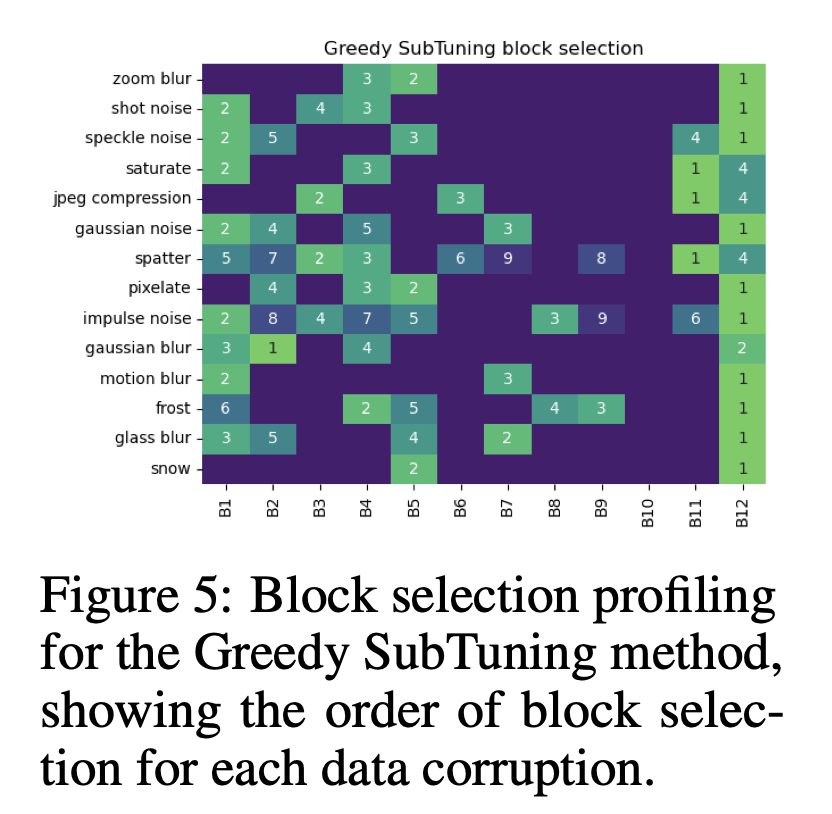 Greedy SubTuning block selection
zoom blur 3 2 1
shot noise 2 4 3 1
speckle noise 2 5 3 4 1
saturate 2 3 1 4
jpeg compression 2 3 1 4
gaussian noise 2 4 5 3 1
spatter 5 7 2 3 6 9 8 1 4
pixelate 4 3 2 1
impulse noise 2 8 4 7 5 3 9 6 1
gaussian blur 3 1 4 2
motion blur 2 3 1
frost 6 2 5 4 3 1
glass blur 3 5 4 2 1
snow 2 1
B1 B2 B3 B4 B5 B6 B7 B8 B9 B10 B11 B12
Figure 5: Block selection profiling
for the Greedy SubTuning method,
showing the order of block selec-
tion for each data corruption.